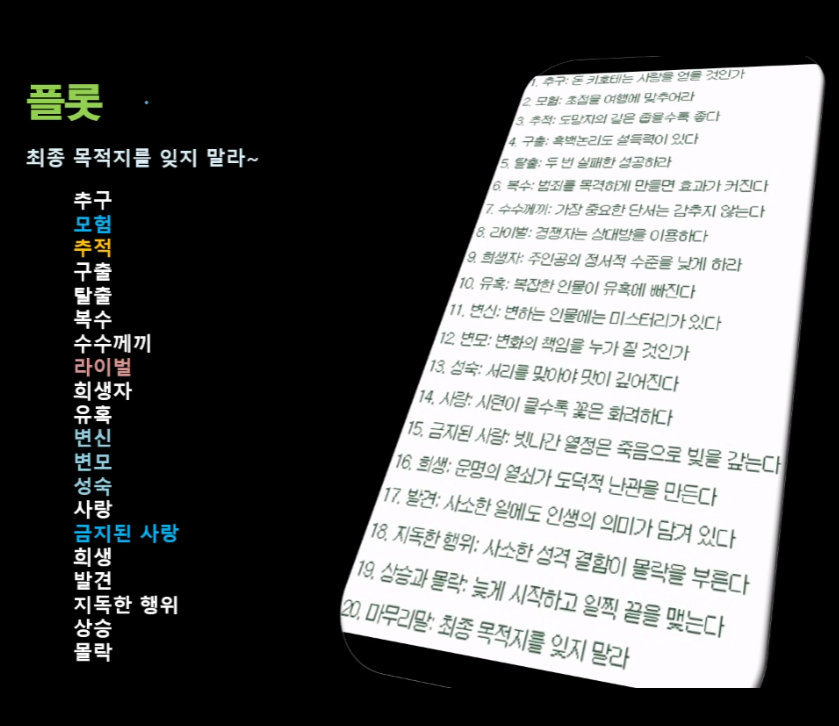 플롯
최종 목적지를 잊지 말라~
추구
모험
추적
구출
탈출
복수
수수께끼
라이벌
희생자
유혹
변신
변모
성숙
사랑
금지된 사랑
희생
발견
지독한 행위
상승
몰락
1. 추구: 돈 키호테는 사람을 얻을 것인가
2. 모험: 초점을 여행에 맞추어라
3. 추적: 도망자의 길은 좁을수록 좋다
4. 구출: 흑백논리도 설득력이 있다
5. 탈출: 두 번 실패한 성공하라
6. 복수: 범죄를 목격하게 만들면 효과가 커진다
7. 수수께끼: 가장 중요한 단서는 감추지 않는다
8. 라이벌: 경쟁자는 상대방을 이용하다
9. 희생자: 주인공의 정서적 수준을 낮게 하라
10. 유혹: 복잡한 인물이 유혹에 빠진다
11. 변신: 변하는 인물에는 미스터리가 있다
12. 변모: 변화의 책임을 누가 질 것인가
13. 성숙: 서리를 맞아야 맛이 깊어진다
14. 사랑: 시련이 클수록 꽃은 화려하다
15. 금지된 사랑: 빗나간 열정은 죽음으로 빚을 갚는다
16. 희생: 운명의 열쇠가 도덕적 난관을 만든다
17. 발견: 사소한 일에도 인생의 의미가 담겨 있다
18. 지독한 행위: 사소한 성격 결함이 몰락을 부른다
19. 상승과 몰락: 늦게 시작하고 일찍 끝을 맺는다
20. 마무리말: 최종 목적지를 잊지 말라